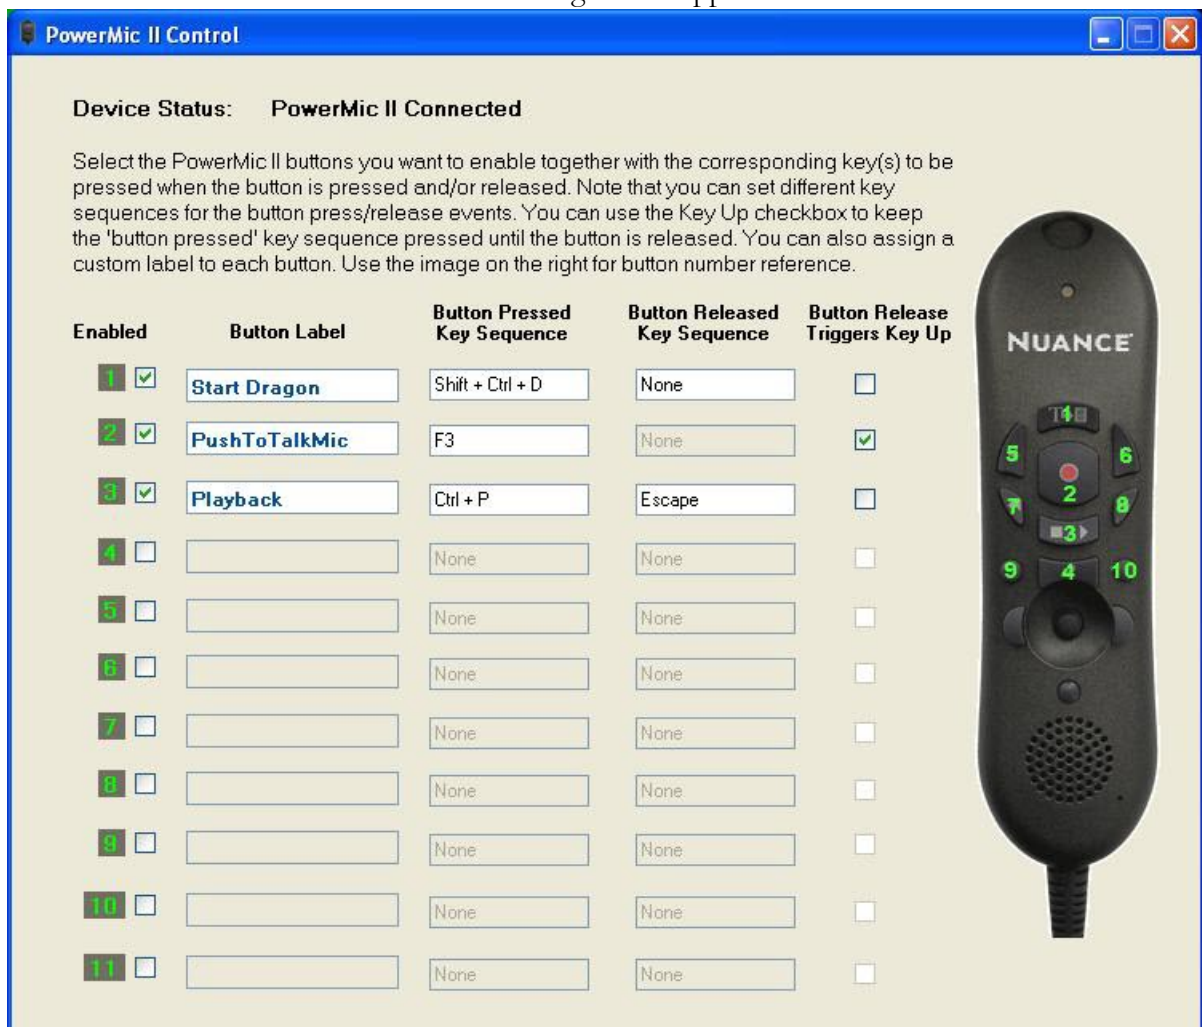 PowerMic II Control
Device Status: PowerMic II Connected
Select the PowerMic II buttons you want to enable together with the corresponding key(s) to be
pressed when the button is pressed and/or released. Note that you can set different key
sequences for the button press/release events. You can use the Key Up checkbox to keep
the 'button pressed' key sequence pressed until the button is released. You can also assign a
custom label to each button. Use the image on the right for button number reference.
Enabled Button Label Button Pressed Key Sequence Button Released Key Sequence Button Release Triggers Key Up
1 Start Dragon Shift + Ctrl + D None
2 PushToTalkMic F3 None
3 Playback Ctrl + P Escape
4 None None
5 None None
6 None None
7 None None
8 None None
9 None None
10 None None
11 None None
NUANCE
1
5 6
2
7 8
3
9 4 10